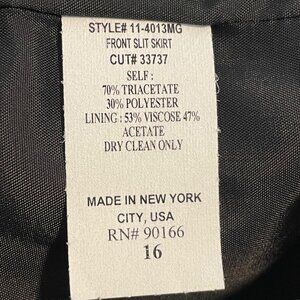 STYLE# 11-4013MG
FRONT SLIT SKIRT
CUT# 33737
SELF :
70% TRIACETATE
30% POLYESTER
LINING : 53% VISCOSE 47%
ACETATE
DRY CLEAN ONLY
MADE IN NEW YORK
CITY, USA
RN# 90166
16